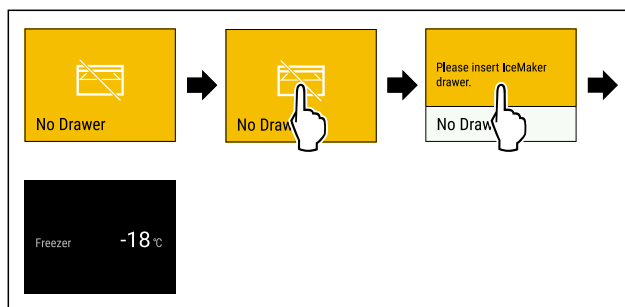 No Drawer
No Draw
Please insert IceMaker
drawer.
No Draw
Freezer -18 °C